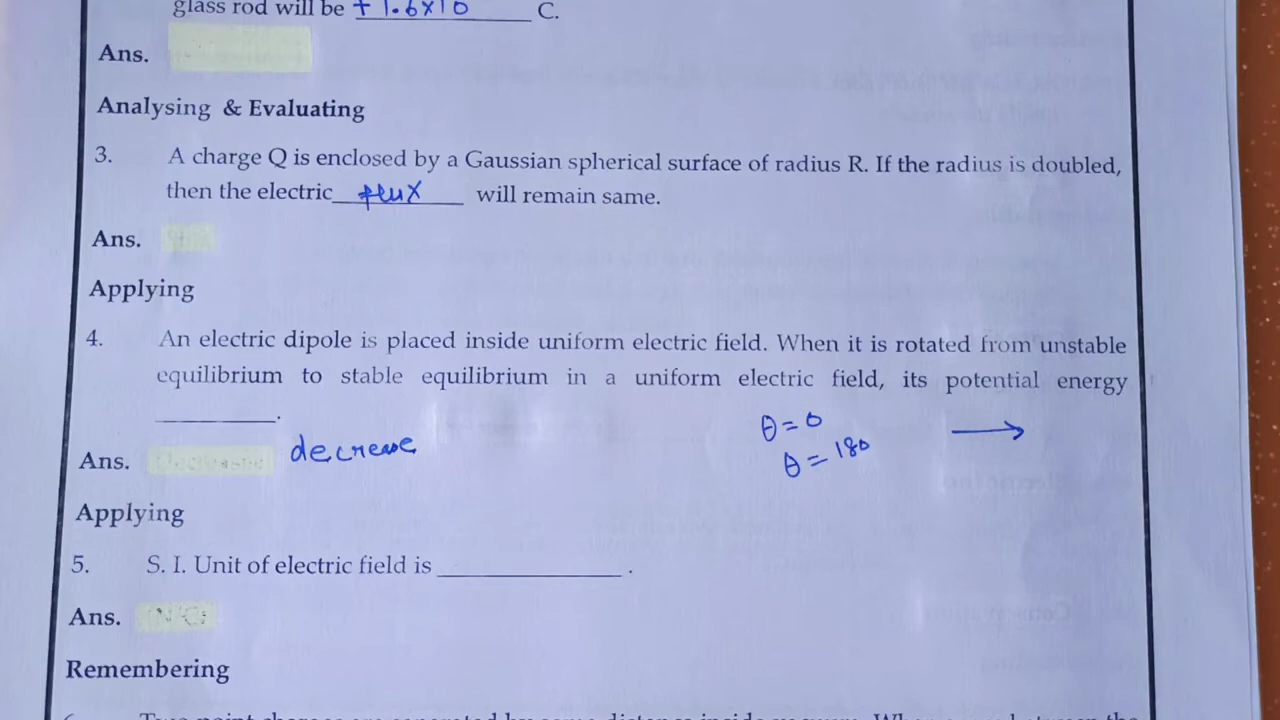 glass rod will be + 1.6×10 C.
Ans.
Analysing & Evaluating
3. A charge Q is enclosed by a Gaussian spherical surface of radius R. If the radius is doubled,
then the electric flux will remain same.
Ans.
Applying
4. An electric dipole is placed inside uniform electric field. When it is rotated from unstable
equilibrium to stable equilibrium in a uniform electric field, its potential energy
__________.
θ = 0
Ans. decrease
θ = 180
Applying
5. S. I. Unit of electric field is ________________ .
Ans. N/C
Remembering